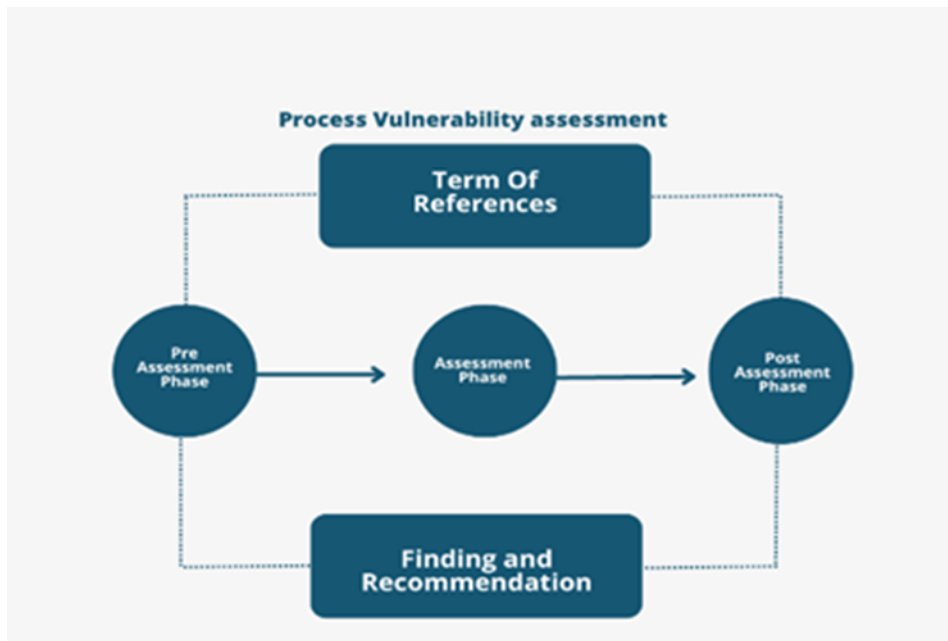 Process Vulnerability assessment
Term Of
References
Pre
Assessment
Phase
Assessment
Phase
Post
Assessment
Phase
Finding and
Recommendation